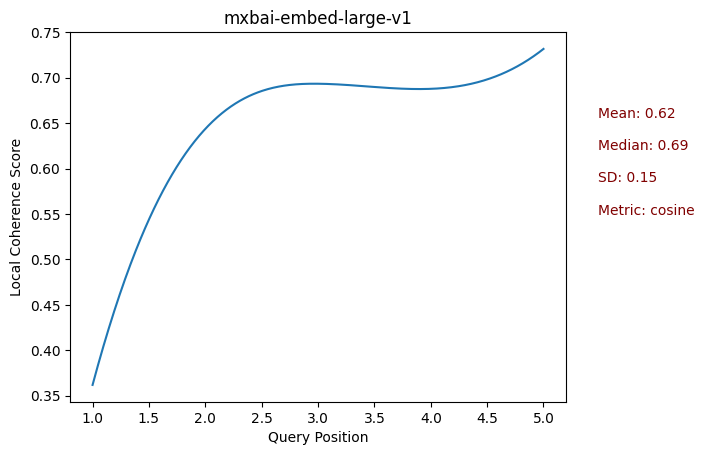 mxbai-embed-large-v1
0.75
0.70
0.65
0.60
0.55
0.50
0.45
0.40
0.35
Local Coherence Score
1.0 1.5 2.0 2.5 3.0 3.5 4.0 4.5 5.0
Query Position
Mean: 0.62
Median: 0.69
SD: 0.15
Metric: cosine